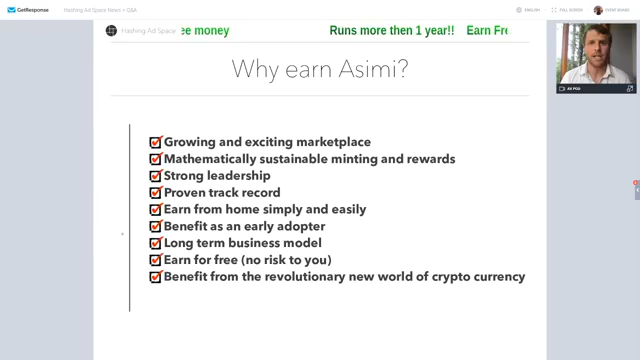 GetResponse
Hashing Ad Space News + Q&A
ENGLISH
FULL SCREEN
EVENT BOARD
Hashing Ad Space
ee money
Runs more then 1 year!! Earn Fre
Why earn Asimi?
Growing and exciting marketplace
Mathematically sustainable minting and rewards
Strong leadership
Proven track record
Earn from home simply and easily
Benefit as an early adopter
Long term business model
Earn for free (no risk to you)
Benefit from the revolutionary new world of crypto currency